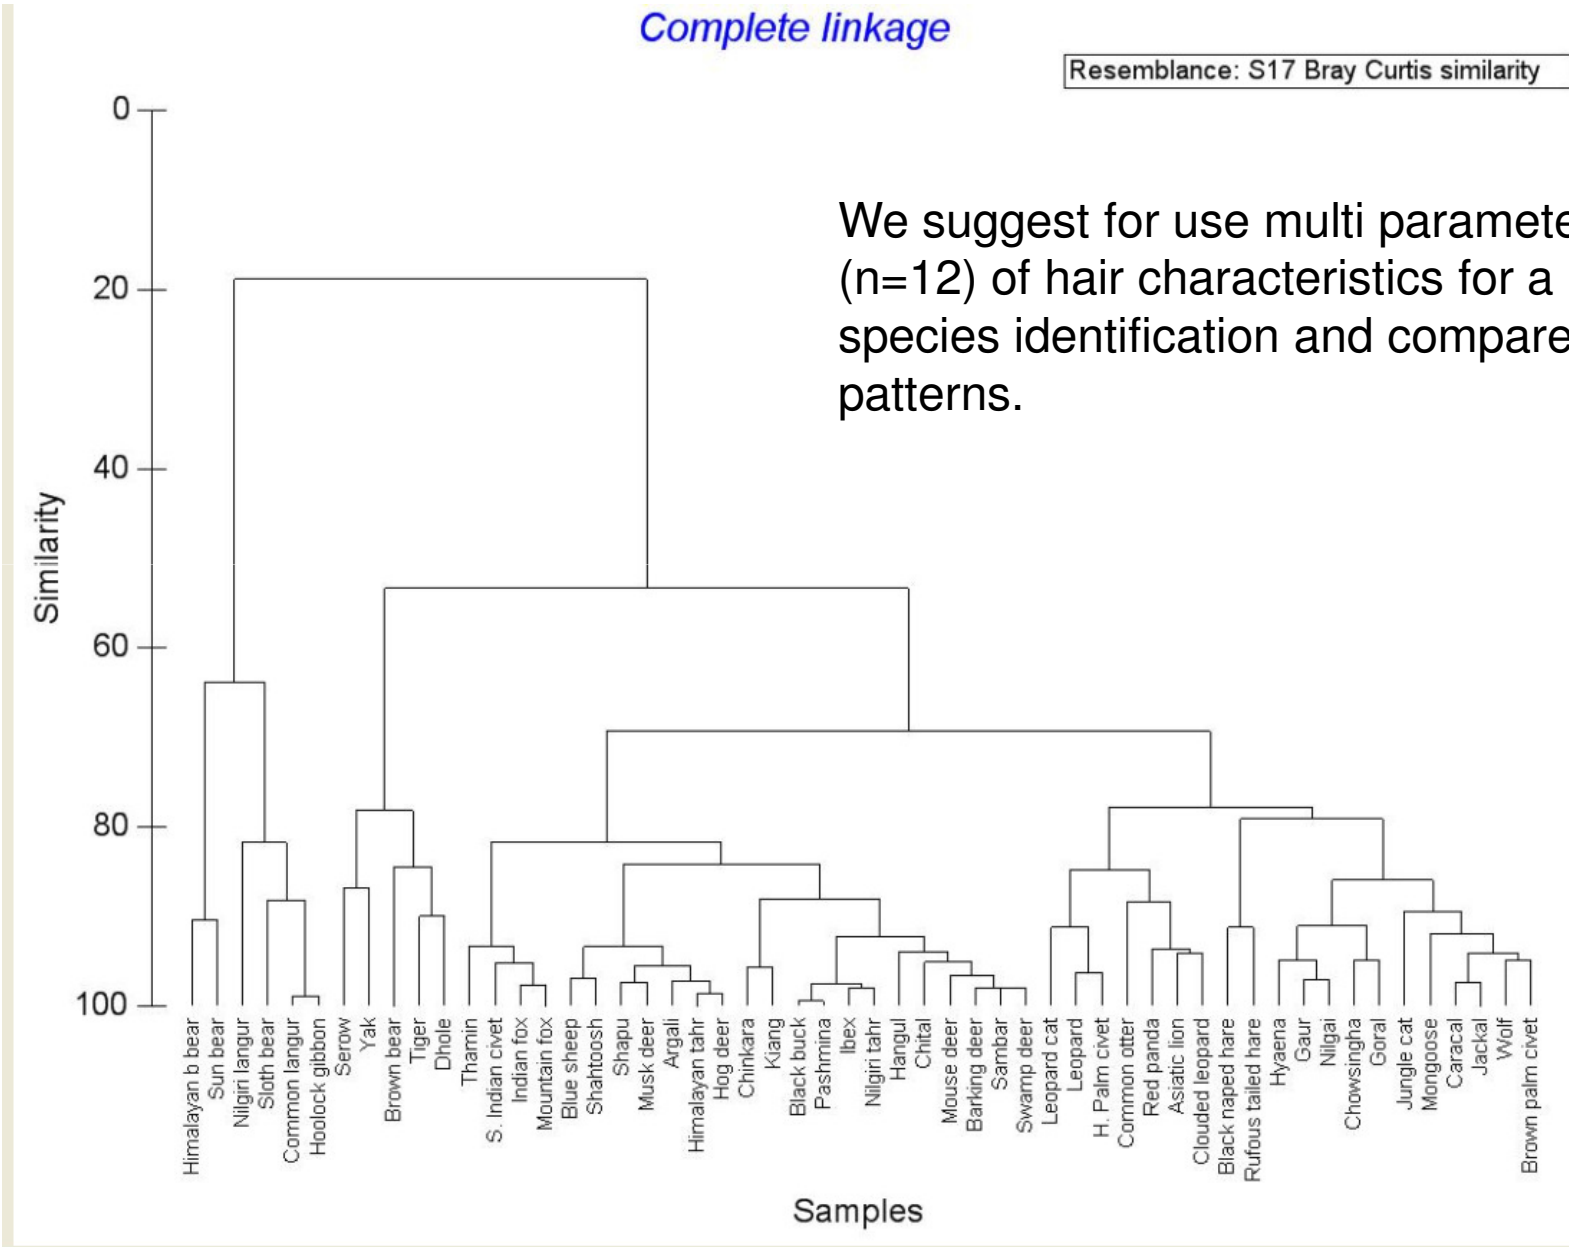 Complete linkage
Resemblance: S17 Bray Curtis similarity
0
20
40
60
80
100
Similarity
We suggest for use multi paramete
(n=12) of hair characteristics for a
species identification and compare
patterns.
Himalayan b bear
Sun bear
Nilgiri langur
Sloth bear
Common langur
Hoolock gibbon
Serow
Yak
Brown bear
Tiger
Dhole
Thamin
S. Indian civet
Indian fox
Mountain fox
Blue sheep
Shahtoosh
Shapu
Musk deer
Argali
Himalayan tahr
Hog deer
Chinkara
Kiang
Black buck
Pashmina
Ibex
Nilgiri tahr
Hangul
Chital
Mouse deer
Barking deer
Sambar
Swamp deer
Leopard cat
Leopard
H. Palm civet
Common otter
Red panda
Asiatic lion
Clouded leopard
Black naped hare
Rufous tailed hare
Hyaena
Gaur
Nilgai
Chowsingha
Goral
Jungle cat
Mongoose
Caracal
Jackal
Wolf
Brown palm civet
Samples